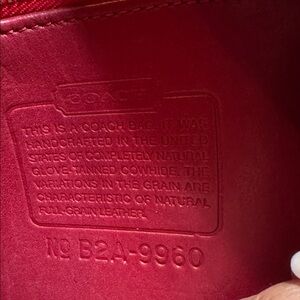 COACH
THIS IS A COACH BAG. IT WAS
HANDCRAFTED IN THE UNITED
STATES OF COMPLETELY NATURAL
GLOVE-TANNED COWHIDE. THE
VARIATIONS IN THE GRAIN ARE
CHARACTERISTIC OF NATURAL
FULL-GRAIN LEATHER.
No B2A-9960